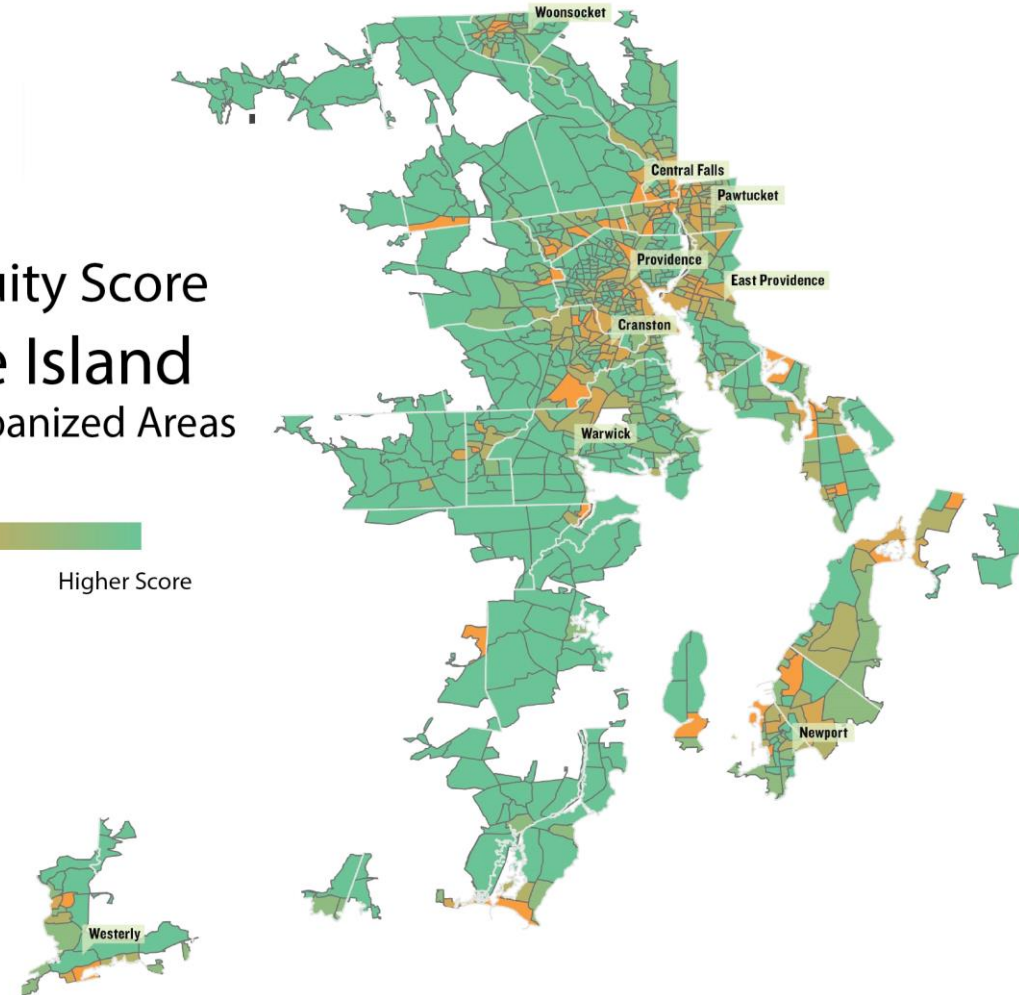 Woonsocket
Central Falls
Pawtucket
Providence
East Providence
uity Score
Cranston
e Island
banized Areas
Warwick
Higher Score
Newport
Westerly